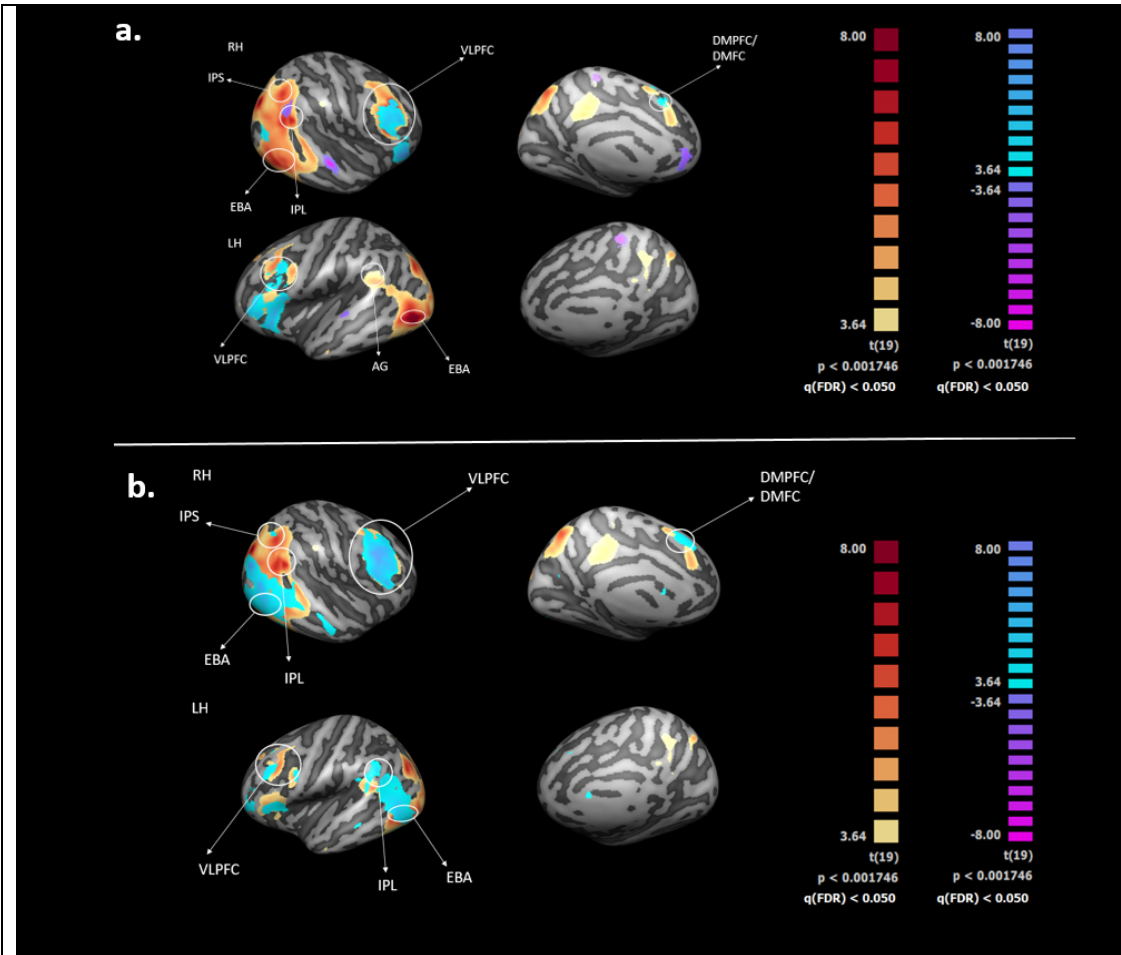 a.
RH
VLPFC
DMPFC/
DMFC
IPS
EBA
IPL
LH
VLPFC
AG
EBA
8.00
3.64
t(19)
p < 0.001746
q(FDR) < 0.050
8.00
3.64
-3.64
-8.00
t(19)
p < 0.001746
q(FDR) < 0.050
b.
RH
VLPFC
DMPFC/
DMFC
IPS
EBA
IPL
LH
VLPFC
IPL
EBA
8.00
3.64
t(19)
p < 0.001746
q(FDR) < 0.050
8.00
3.64
-3.64
-8.00
t(19)
p < 0.001746
q(FDR) < 0.050